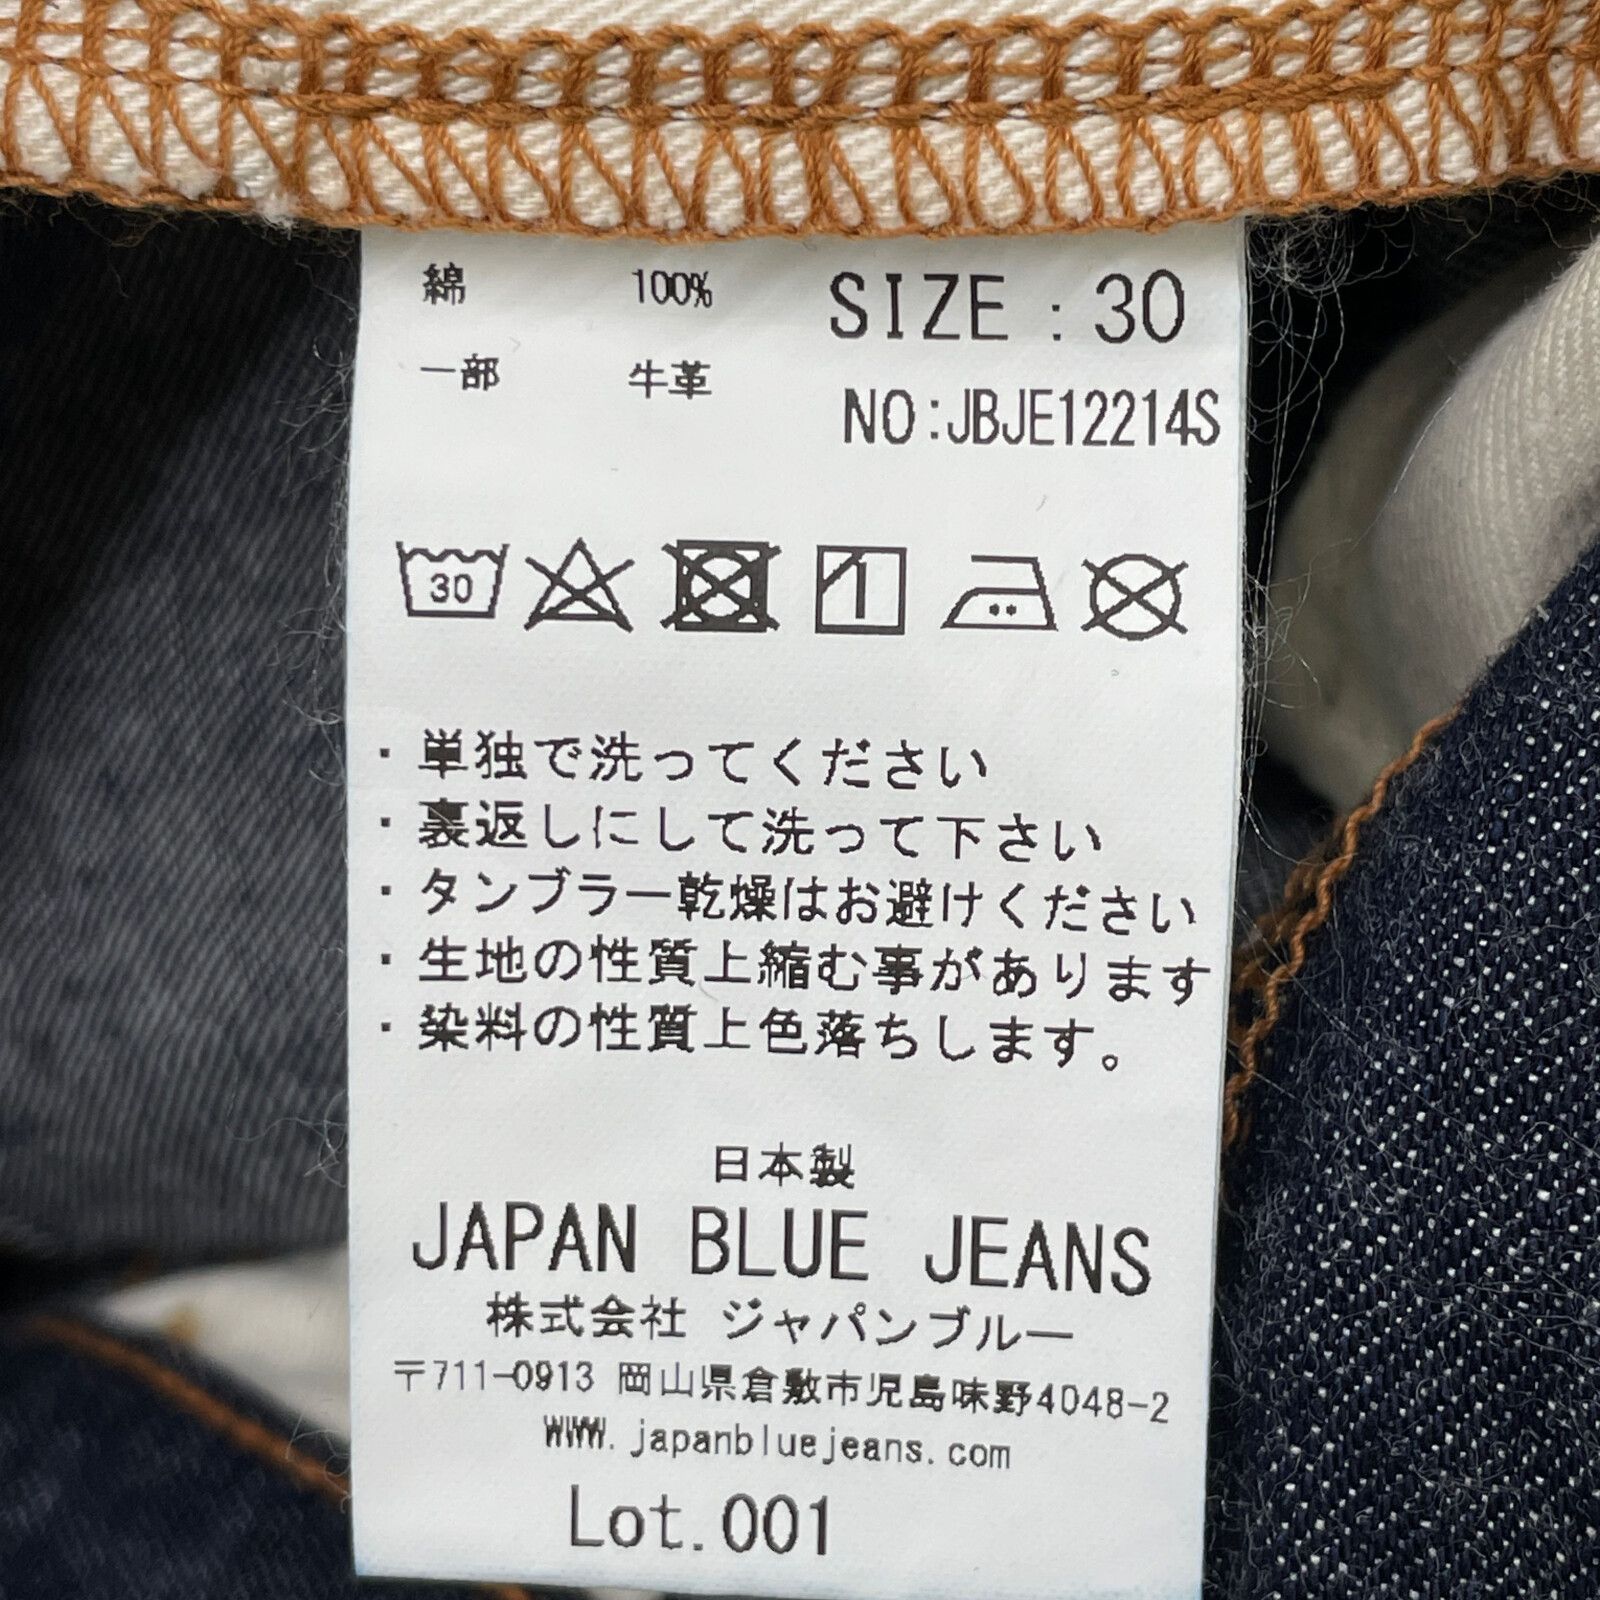 綿 100%
一部 牛革
SIZE : 30
NO:JBJE12214S
30
・単独で洗ってください
・裏返しにして洗って下さい
・タンブラー乾燥はお避けください
・生地の性質上縮む事があります
・染料の性質上色落ちします。
日本製
JAPAN BLUE JEANS
株式会社 ジャパンブルー
〒711-0913 岡山県倉敷市児島味野4048-2
WWW.japanbluejeans.com
Lot.001